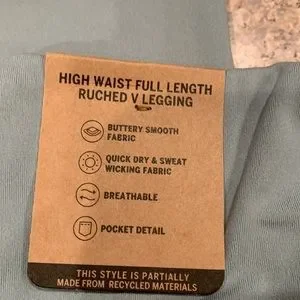 HIGH WAIST FULL LENGTH
RUCHED V LEGGING
BUTTERY SMOOTH
FABRIC
QUICK DRY & SWEAT
WICKING FABRIC
BREATHABLE
POCKET DETAIL
THIS STYLE IS PARTIALLY
MADE FROM RECYCLED MATERIALS